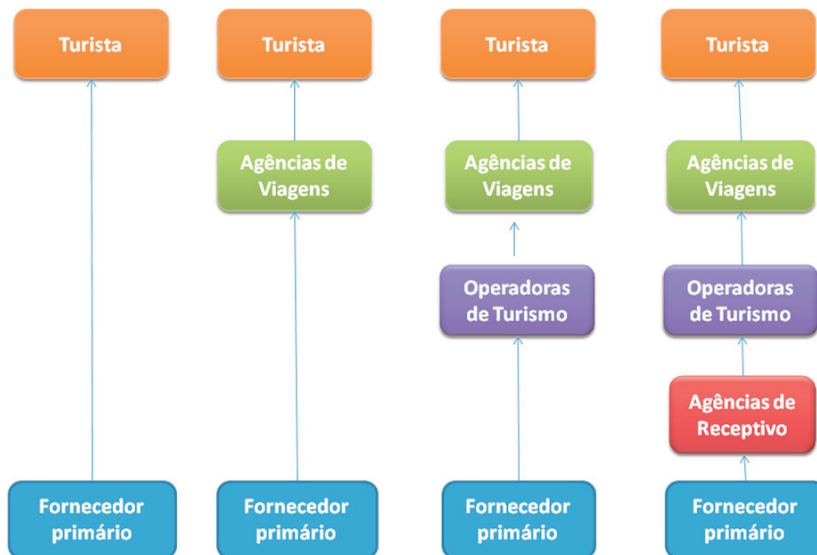 Turista
Turista
Turista
Turista
Agências de
Viagens
Agências de
Viagens
Agências de
Viagens
Operadoras
de Turismo
Operadoras
de Turismo
Agências de
Receptivo
Fornecedor
primário
Fornecedor
primário
Fornecedor
primário
Fornecedor
primário